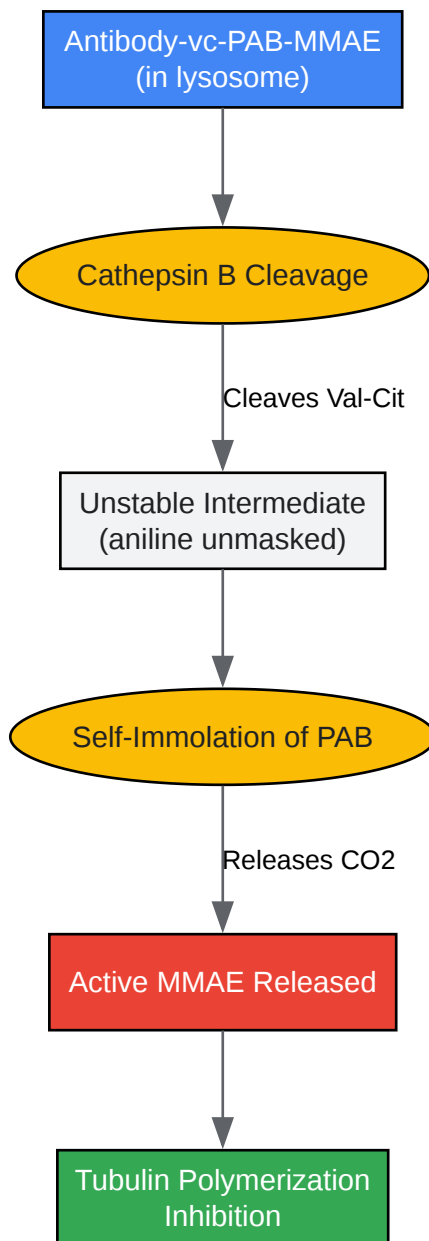 Antibody-vc-PAB-MMAE
(in lysosome)
Cathepsin B Cleavage
Cleaves Val-Cit
Unstable Intermediate
(aniline unmasked)
Self-Immolation of PAB
Releases CO2
Active MMAE Released
Tubulin Polymerization
Inhibition